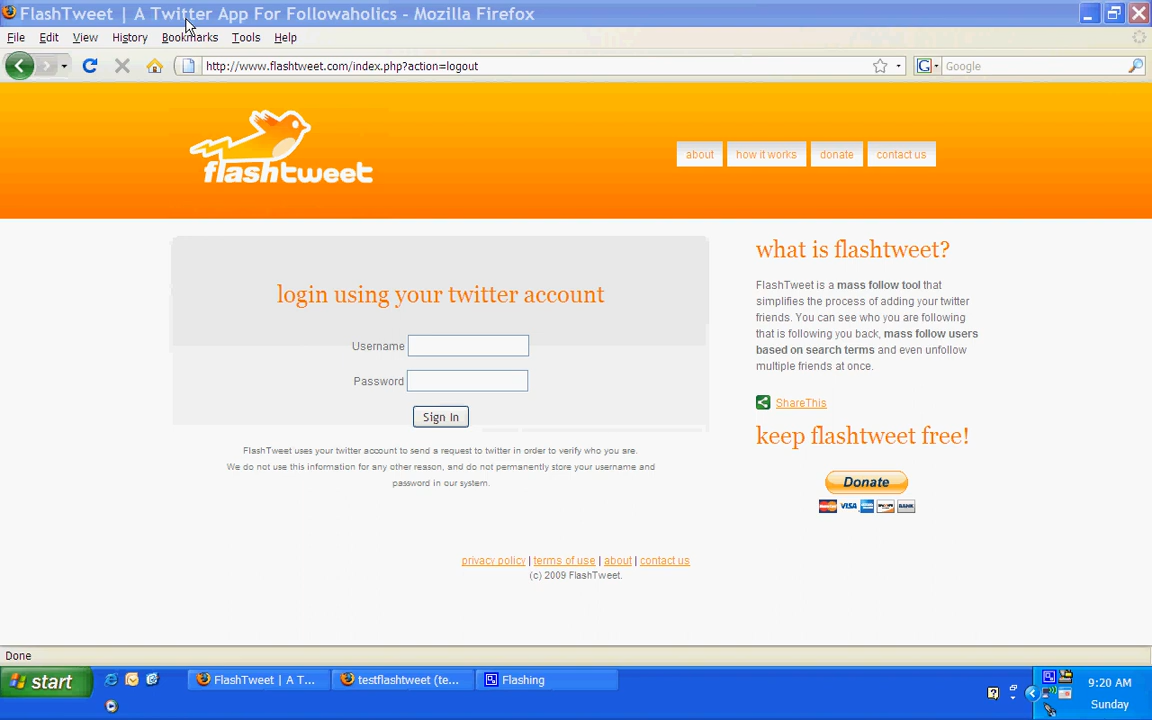 FlashTweet | A Twitter App For Followaholics - Mozilla Firefox
File Edit View History Bookmarks Tools Help
http://www.flashtweet.com/index.php?action=logout
Google
flashtweet
about how it works donate contact us
login using your twitter account
Username
Password
Sign In
FlashTweet uses your twitter account to send a request to twitter in order to verify who you are.
We do not use this information for any other reason, and do not permanently store your username and
password in our system.
what is flashtweet?
FlashTweet is a mass follow tool that
simplifies the process of adding your twitter
friends. You can see who you are following
that is following you back, mass follow users
based on search terms and even unfollow
multiple friends at once.
ShareThis
keep flashtweet free!
Donate
VISA
BANK
privacy policy | terms of use | about | contact us
(c) 2009 FlashTweet.
Done
start
FlashTweet | A T...
testflashtweet (te...
Flashing
9:20 AM
Sunday